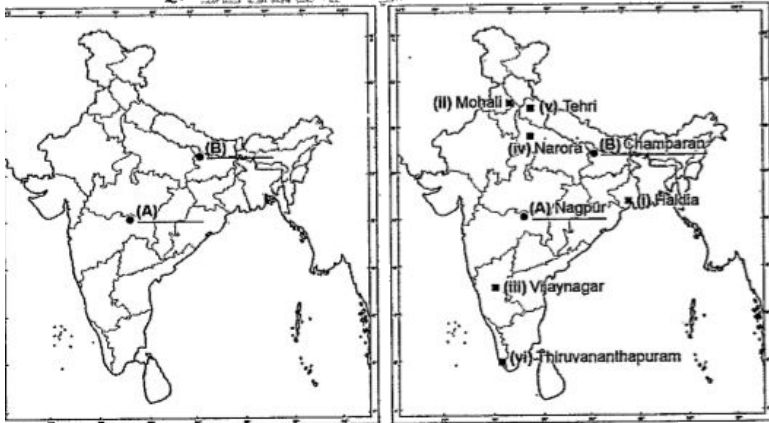 (B)
(A)
(ii) Mohali
(v) Tehri
(iv) Narora
(B) Champaran
(A) Nagpur
(i) Haldia
(iii) Vijaynagar
(vi) Thiruvananthapuram